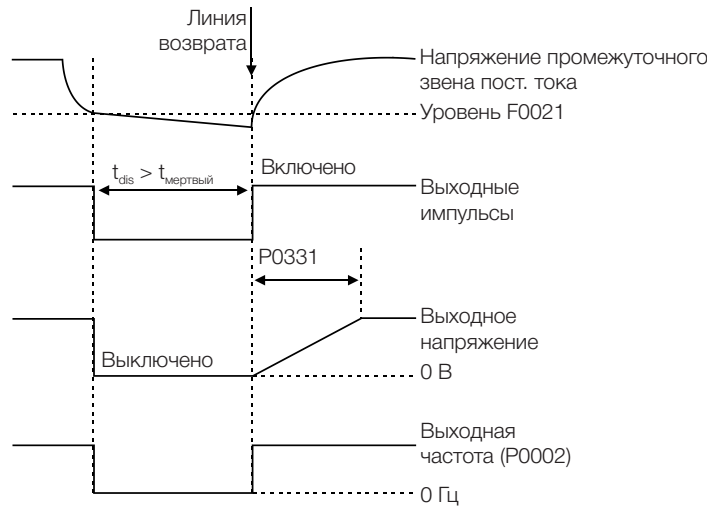 Линия
возврата
Напряжение промежуточного
звена пост. тока
Уровень F0021
t_dis > t_мертвый
Включено
Выходные
импульсы
P0331
Выходное
напряжение
Выключено
0 В
Выходная
частота (P0002)
0 Гц